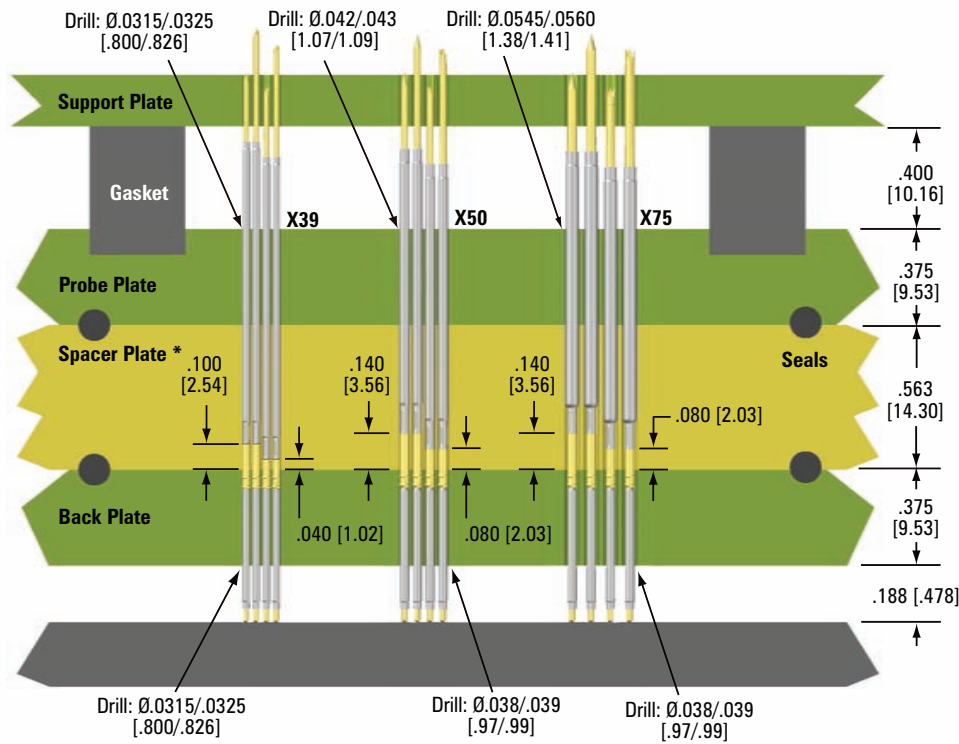 Drill: Ø.0315/.0325
[.800/.826]
Drill: Ø.042/.043
[1.07/1.09]
Drill: Ø.0545/.0560
[1.38/1.41]
Support Plate
.400
[10.16]
Gasket
X39
X50
X75
Probe Plate
.375
[9.53]
Spacer Plate *
Seals
.100
[2.54]
.140
[3.56]
.140
[3.56]
.080 [2.03]
.563
[14.30]
Back Plate
.040 [1.02]
.080 [2.03]
.375
[9.53]
.188 [.478]
Drill: Ø.0315/.0325
[.800/.826]
Drill: Ø.038/.039
[.97/.99]
Drill: Ø.038/.039
[.97/.99]